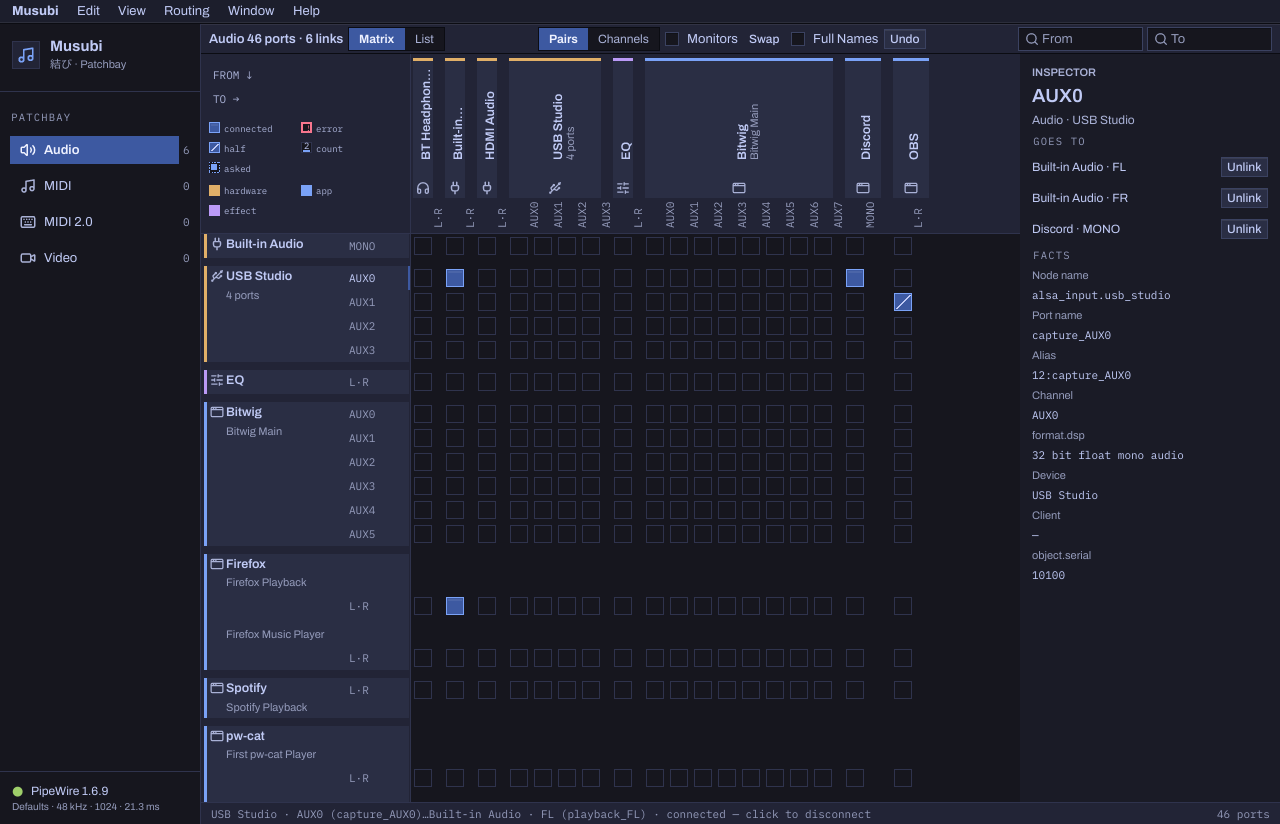 Musubi Edit View Routing Window Help
Musubi
結び · Patchbay
PATCHBAY
Audio 6
MIDI 0
MIDI 2.0 0
Video 0
PipeWire 1.6.9
Defaults · 48 kHz · 1024 · 21.3 ms
Audio 46 ports · 6 links Matrix List Pairs Channels Monitors Swap Full Names Undo From To
FROM ↓
TO →
connected error
half 2 count
asked
hardware app
effect
BT Headphon…
Built-in…
HDMI Audio
USB Studio
4 ports
EQ
Bitwig
Bitwig Main
Discord
OBS
L·R L·R L·R AUX0 AUX1 AUX2 AUX3 L·R AUX0 AUX1 AUX2 AUX3 AUX4 AUX5 AUX6 AUX7 MONO L·R
Built-in Audio MONO
USB Studio AUX0
4 ports AUX1
AUX2
AUX3
EQ L·R
Bitwig AUX0
Bitwig Main AUX1
AUX2
AUX3
AUX4
AUX5
Firefox
Firefox Playback
L·R
Firefox Music Player
L·R
Spotify L·R
Spotify Playback
pw-cat
First pw-cat Player
L·R
INSPECTOR
AUX0
Audio · USB Studio
GOES TO
Built-in Audio · FL Unlink
Built-in Audio · FR Unlink
Discord · MONO Unlink
FACTS
Node name
alsa_input.usb_studio
Port name
capture_AUX0
Alias
12:capture_AUX0
Channel
AUX0
format.dsp
32 bit float mono audio
Device
USB Studio
Client
—
object.serial
10100
USB Studio · AUX0 (capture_AUX0)…Built-in Audio · FL (playback_FL) · connected — click to disconnect 46 ports